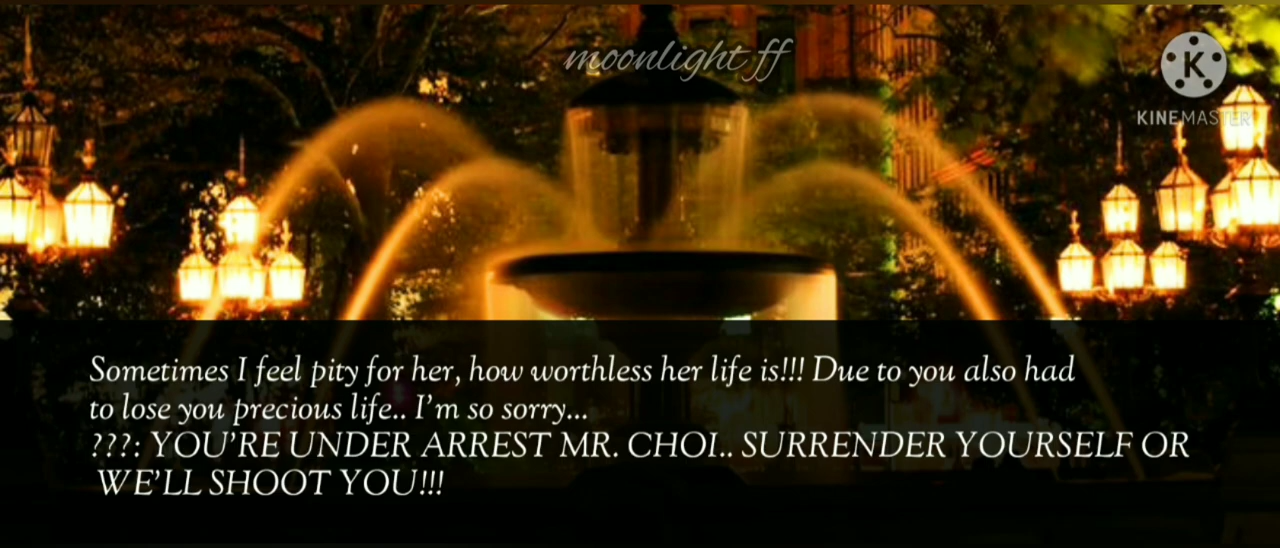 moonlight ff
K
KINEMASTER
Sometimes I feel pity for her, how worthless her life is!!! Due to you also had
to lose you precious life.. I'm so sorry...
???: YOU'RE UNDER ARREST MR. CHOI.. SURRENDER YOURSELF OR
WE'LL SHOOT YOU!!!